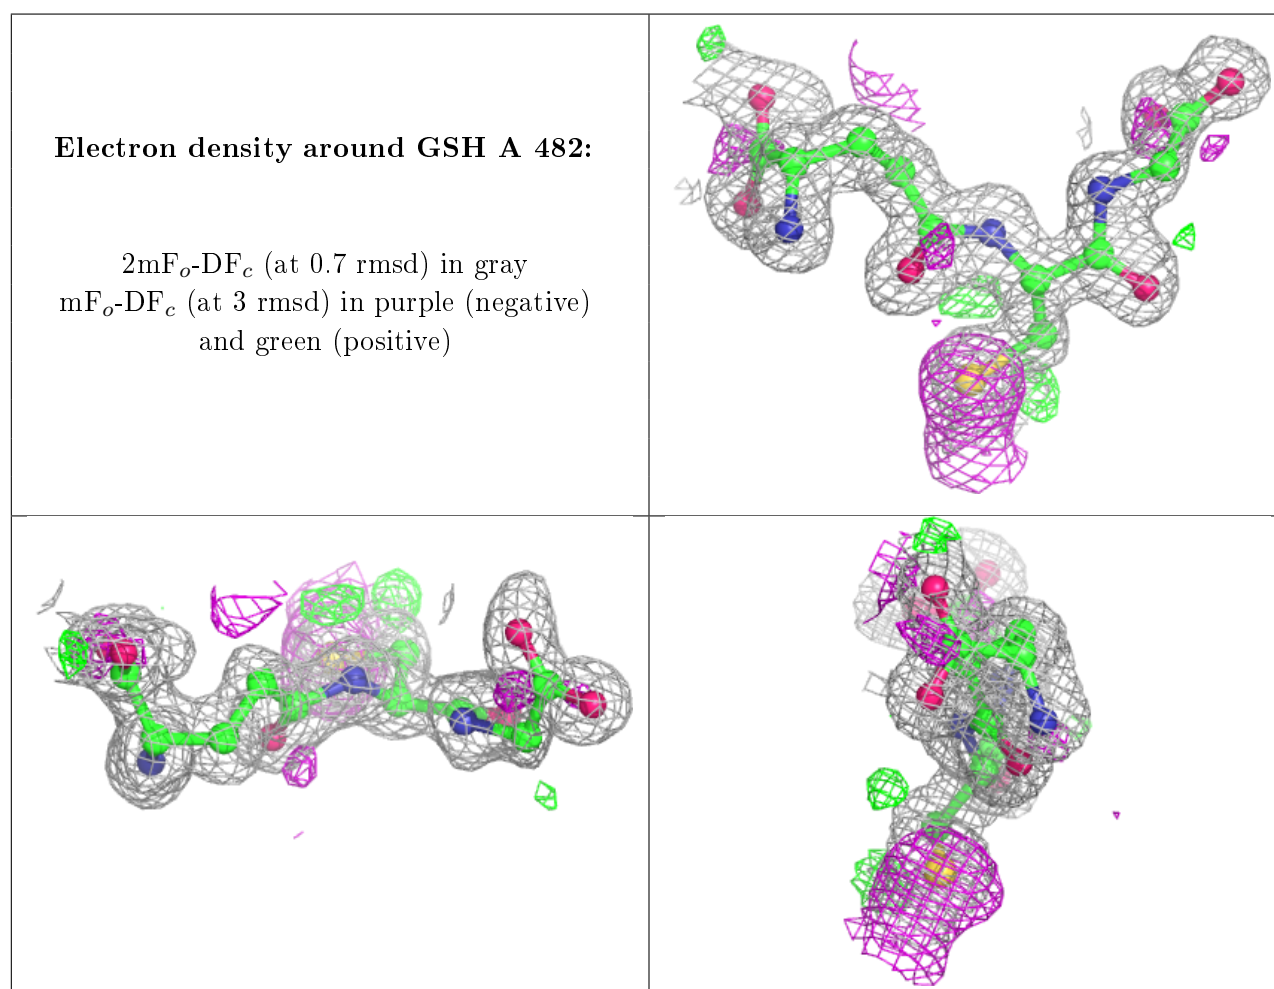 Electron density around GSH A 482:
2mFo-DFc (at 0.7 rmsd) in gray
mFo-DFc (at 3 rmsd) in purple (negative)
and green (positive)